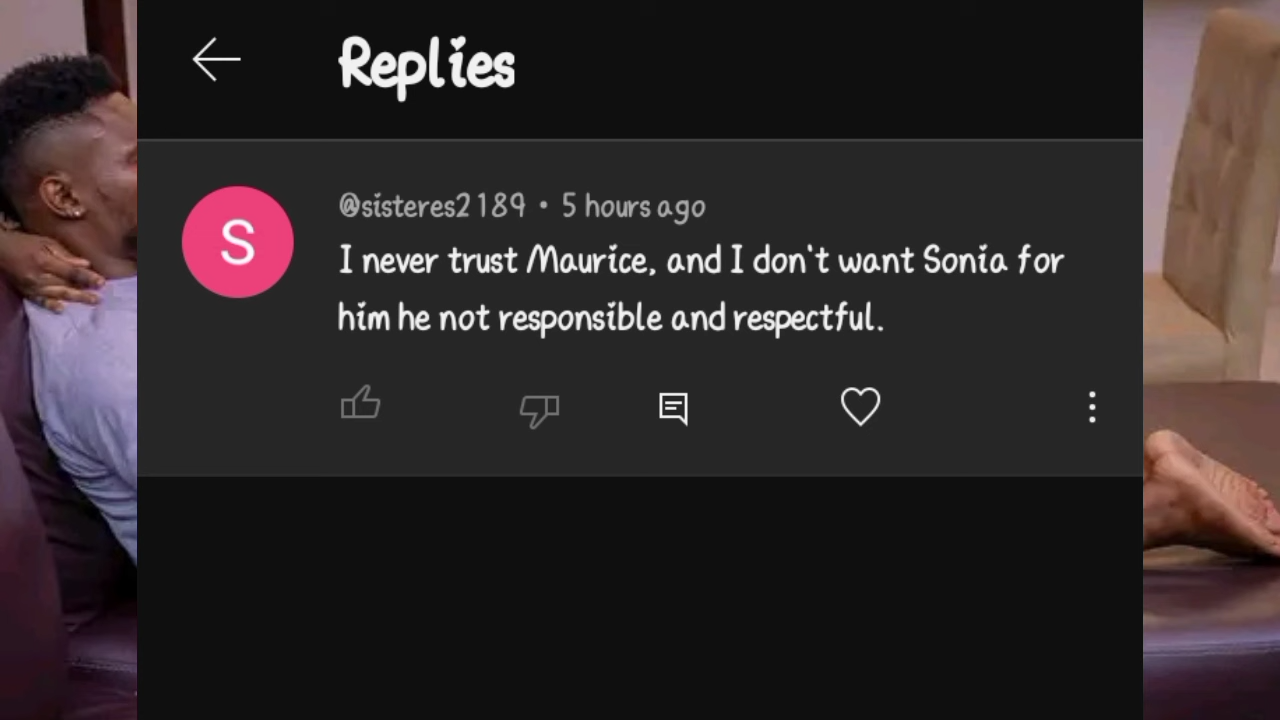 Replies
S
@sisteres2189 • 5 hours ago
I never trust Maurice, and I don't want Sonia for
him he not responsible and respectful.